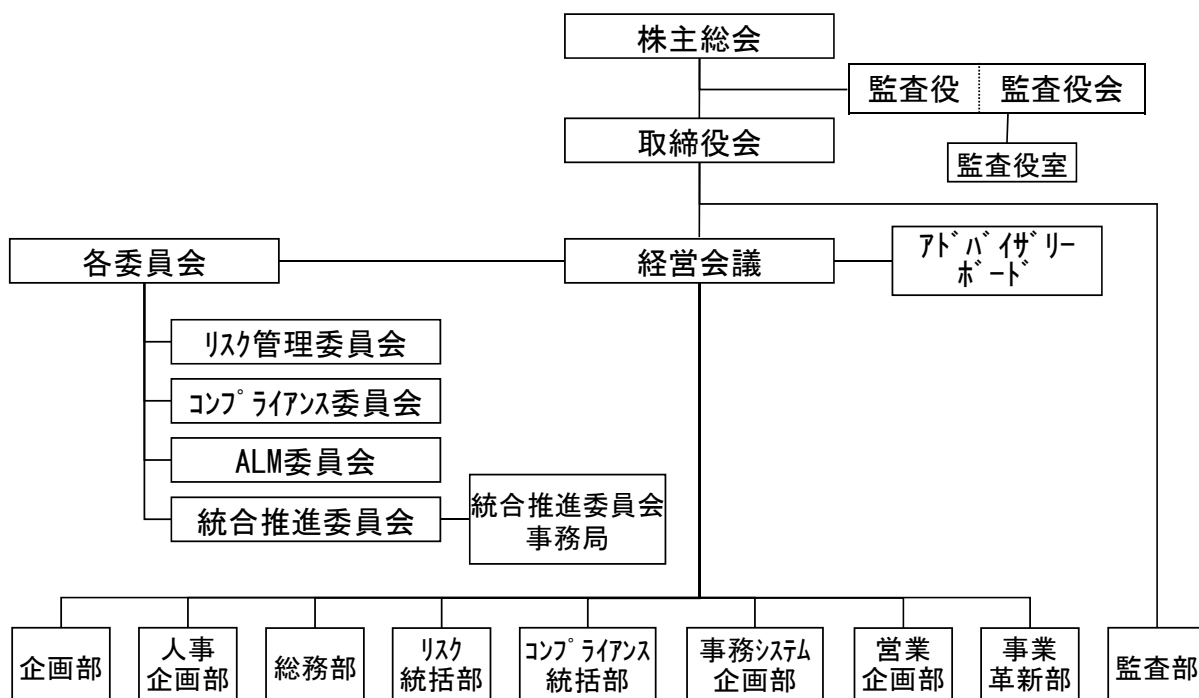 株主総会
監査役 監査役会
取締役会
監査役室
各委員会
経営会議
ｱﾄﾞﾊﾞｲｻﾞﾘｰ
ﾎﾞｰﾄﾞ
ﾘｽｸ管理委員会
ｺﾝﾌﾟﾗｲｱﾝｽ委員会
ALM委員会
統合推進委員会
統合推進委員会
事務局
企画部
人事
企画部
総務部
ﾘｽｸ
統括部
ｺﾝﾌﾟﾗｲｱﾝｽ
統括部
事務ｼｽﾃﾑ
企画部
営業
企画部
事業
革新部
監査部